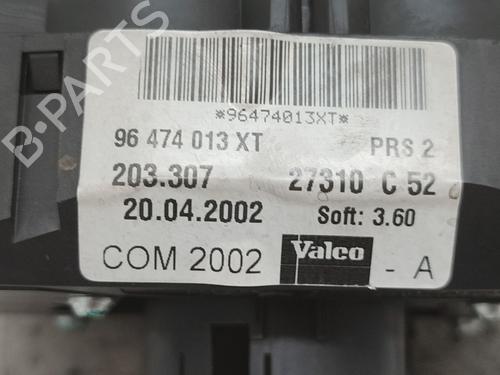 *96474013XT*
96 474 013 XT PRS 2
203.307 27310 C 52
20.04.2002 Soft: 3.60
COM 2002 Valeo - A
B-PARTS